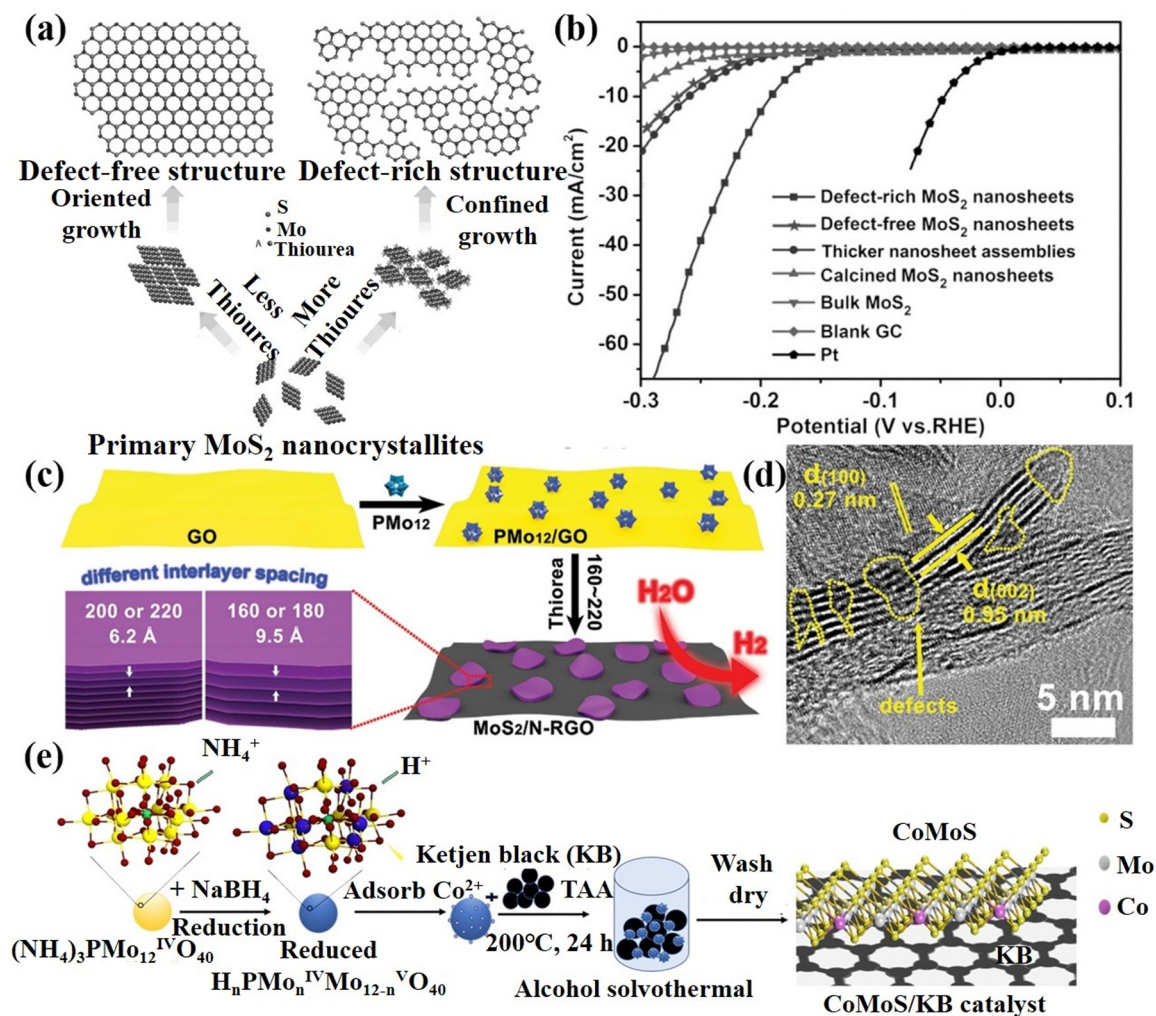 (a)
Defect-free structure
Defect-rich structure
Oriented
growth
S
Mo
Thiourea
Confined
growth
Less
Thioures
More
Thioures
Primary MoS₂ nanocrystallites
(b)
Current (mA/cm²)
0
-10
-20
-30
-40
-50
-60
Defect-rich MoS₂ nanosheets
Defect-free MoS₂ nanosheets
Thicker nanosheet assemblies
Calcined MoS₂ nanosheets
Bulk MoS₂
Blank GC
Pt
-0.3
-0.2
-0.1
0.0
0.1
Potential (V vs.RHE)
(c)
GO
PMo₁₂
PMo₁₂/GO
different interlayer spacing
200 or 220
6.2 Å
160 or 180
9.5 Å
Thiorea
160~220
H₂O
H₂
MoS₂/N-RGO
(d)
d(100)
0.27 nm
d(002)
0.95 nm
defects
5 nm
(e)
NH₄⁺
H⁺
+ NaBH₄
Reduction
(NH₄)₃PMo₁₂ᴵⱽO₄₀
Reduced
HₙPMoₙᴵⱽMo₁₂₋ₙⱽO₄₀
Adsorb Co²⁺
+
Ketjen black (KB)
TAA
200℃, 24 h
Alcohol solvothermal
Wash
dry
CoMoS
KB
CoMoS/KB catalyst
S
Mo
Co